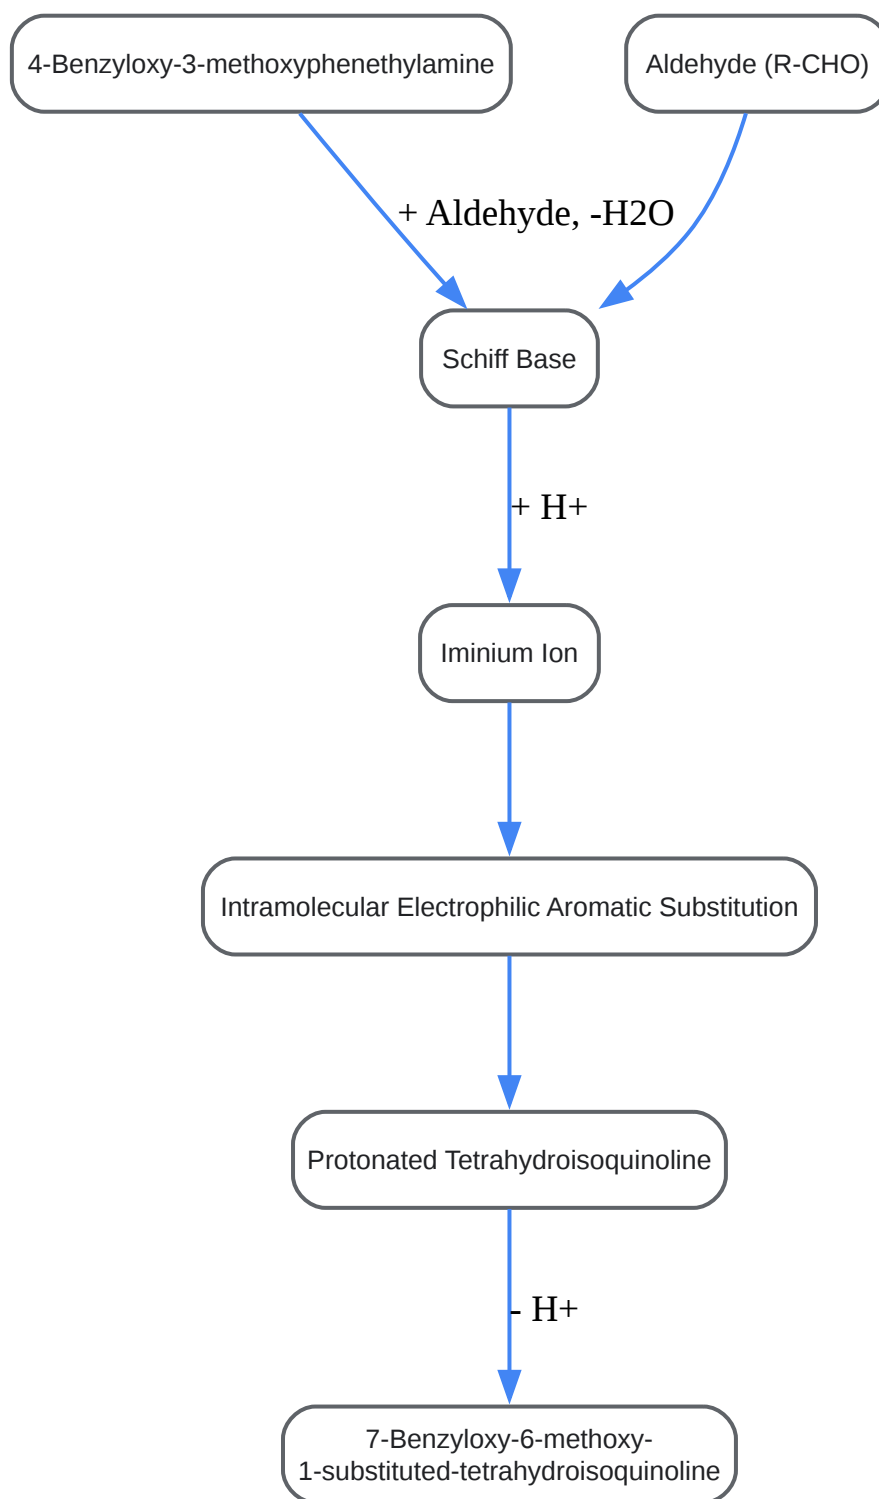 4-Benzyloxy-3-methoxyphenethylamine
Aldehyde (R-CHO)
+ Aldehyde, -H2O
Schiff Base
+ H+
Iminium Ion
Intramolecular Electrophilic Aromatic Substitution
Protonated Tetrahydroisoquinoline
- H+
7-Benzyloxy-6-methoxy-
1-substituted-tetrahydroisoquinoline